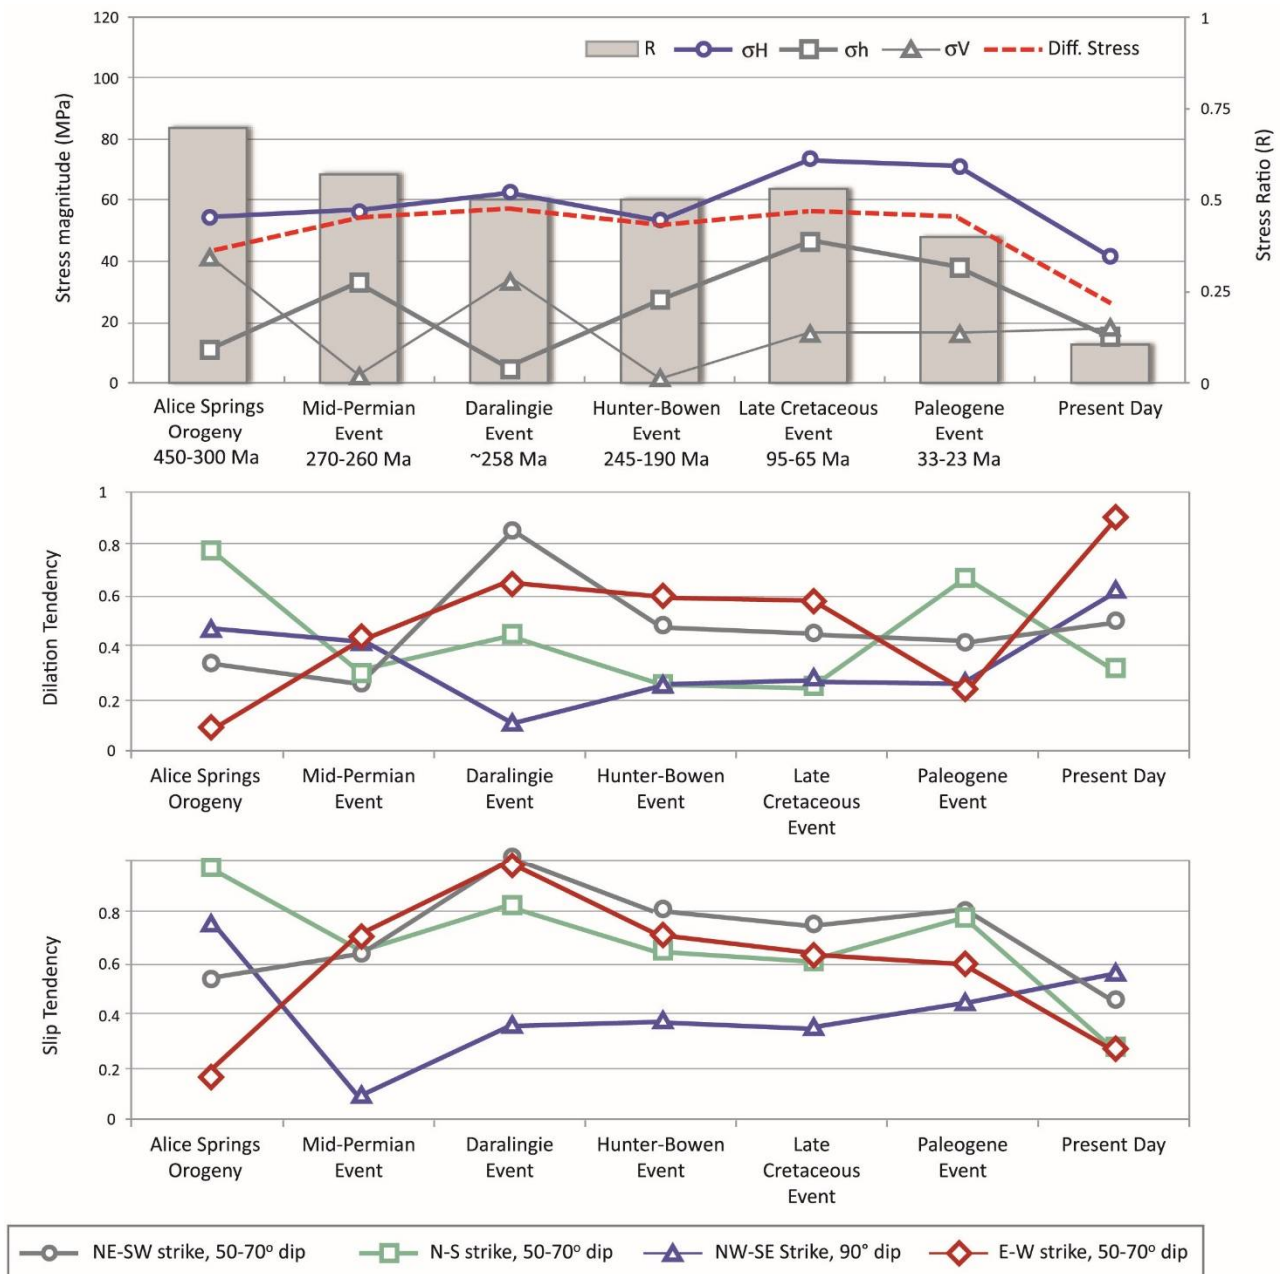 120
100
80
60
40
20
0
Stress magnitude (MPa)
R σH σh σV Diff. Stress
1
0.75
0.5
0.25
0
Stress Ratio (R)
Alice Springs
Orogeny
450-300 Ma
Mid-Permian
Event
270-260 Ma
Daralingie
Event
~258 Ma
Hunter-Bowen
Event
245-190 Ma
Late Cretaceous
Event
95-65 Ma
Paleogene
Event
33-23 Ma
Present Day
1
0.8
0.6
0.4
0.2
0
Dilation Tendency
Alice Springs
Orogeny
Mid-Permian
Event
Daralingie
Event
Hunter-Bowen
Event
Late
Cretaceous
Event
Paleogene
Event
Present Day
0.8
0.6
0.4
0.2
0
Slip Tendency
Alice Springs
Orogeny
Mid-Permian
Event
Daralingie
Event
Hunter-Bowen
Event
Late
Cretaceous
Event
Paleogene
Event
Present Day
NE-SW strike, 50-70º dip
N-S strike, 50-70º dip
NW-SE Strike, 90° dip
E-W strike, 50-70º dip